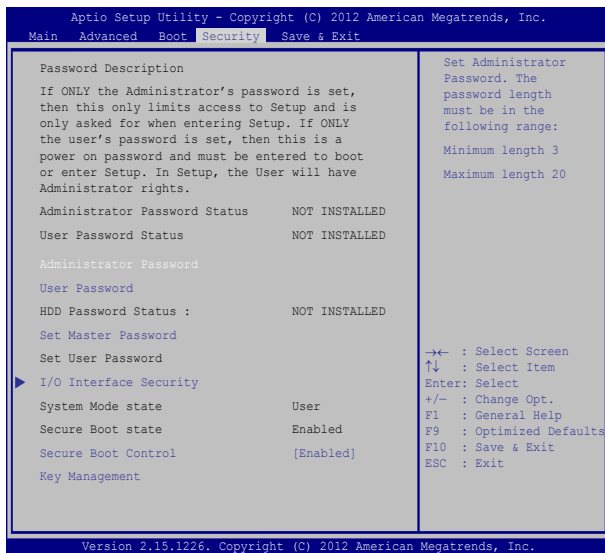 Aptio Setup Utility - Copyright (C) 2012 American Megatrends, Inc.
Main Advanced Boot Security Save & Exit
Password Description
If ONLY the Administrator's password is set,
then this only limits access to Setup and is
only asked for when entering Setup. If ONLY
the user's password is set, then this is a
power on password and must be entered to boot
or enter Setup. In Setup, the User will have
Administrator rights.
Administrator Password Status NOT INSTALLED
User Password Status NOT INSTALLED
Administrator Password
User Password
HDD Password Status : NOT INSTALLED
Set Master Password
Set User Password
I/O Interface Security
System Mode state User
Secure Boot state Enabled
Secure Boot Control [Enabled]
Key Management
Set Administrator
Password. The
password length
must be in the
following range:
Minimum length 3
Maximum length 20
→← : Select Screen
↑↓ : Select Item
Enter: Select
+/— : Change Opt.
F1 : General Help
F9 : Optimized Defaults
F10 : Save & Exit
ESC : Exit
Version 2.15.1226. Copyright (C) 2012 American Megatrends, Inc.